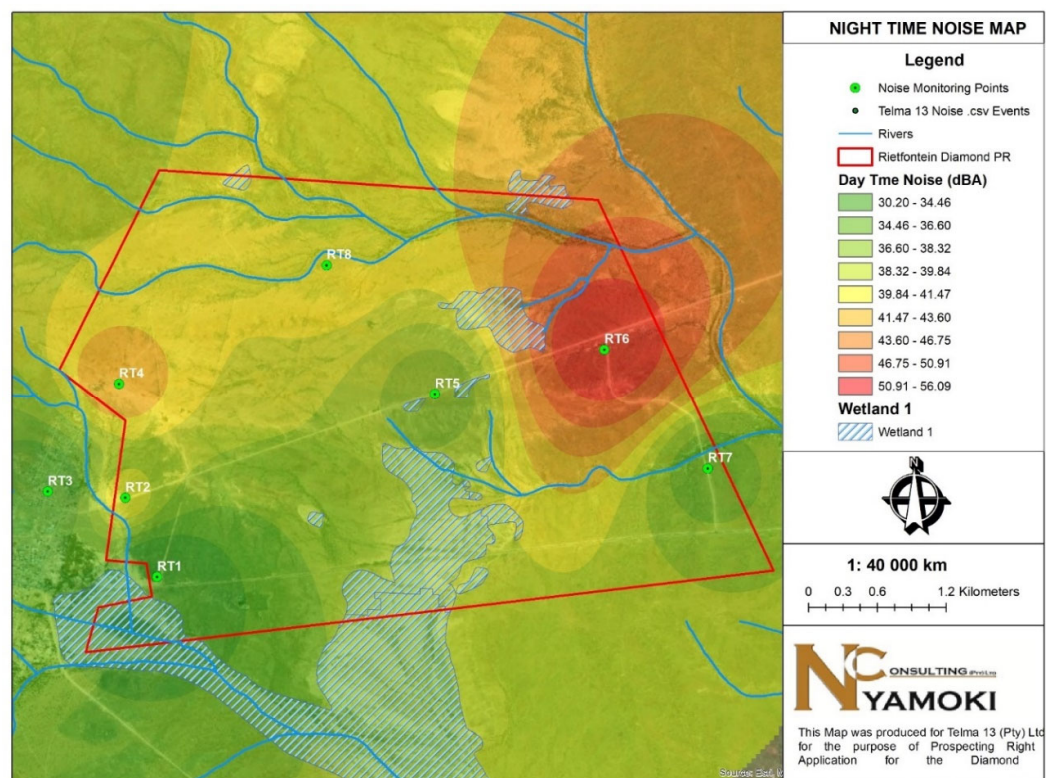 NIGHT TIME NOISE MAP
Legend
Noise Monitoring Points
Telma 13 Noise .csv Events
Rivers
Rietfontein Diamond PR
Day Tme Noise (dBA)
30.20 - 34.46
34.46 - 36.60
36.60 - 38.32
38.32 - 39.84
39.84 - 41.47
41.47 - 43.60
43.60 - 46.75
46.75 - 50.91
50.91 - 56.09
Wetland 1
Wetland 1
N
1: 40 000 km
0 0.3 0.6 1.2 Kilometers
NC ONSULTING (Pty) Ltd
YAMOKI
This Map was produced for Telma 13 (Pty) Ltd
for the purpose of Prospecting Right
Application for the Diamond
RT8
RT6
RT4
RT5
RT7
RT3
RT2
RT1
Source: Esri,